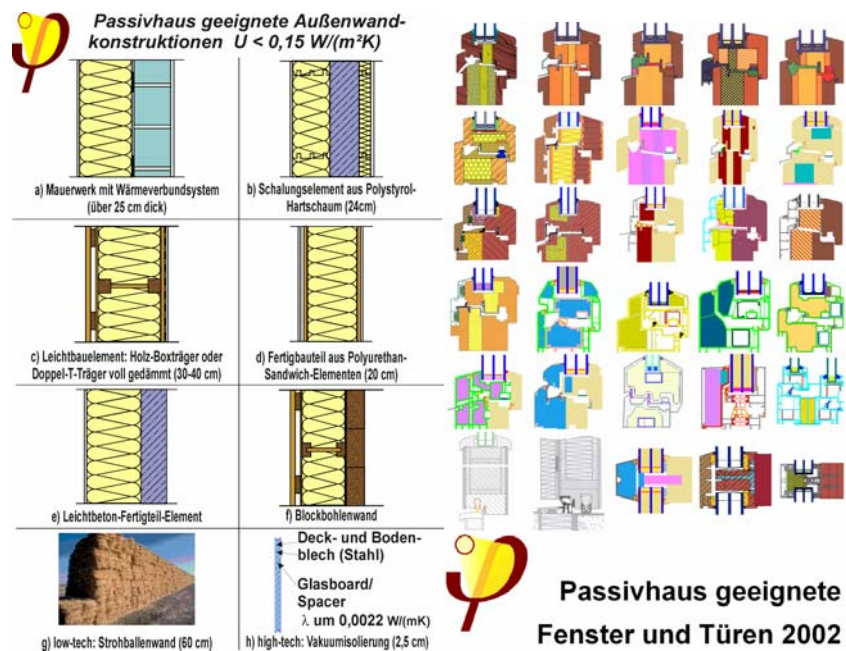 Passivhaus geeignete Außenwand-
konstruktionen U < 0,15 W/(m²K)
a) Mauerwerk mit Wärmeverbundsystem
(über 25 cm dick)
b) Schalungselement aus Polystyrol-
Hartschaum (24cm)
c) Leichtbauelement: Holz-Boxträger oder
Doppel-T-Träger voll gedämmt (30-40 cm)
d) Fertigbauteil aus Polyurethan-
Sandwich-Elementen (20 cm)
e) Leichtbeton-Fertigteil-Element
f) Blockbohlenwand
g) low-tech: Strohballenwand (60 cm)
Deck- und Boden-
blech (Stahl)
Glasboard/
Spacer
λ um 0,0022 W/(mK)
h) high-tech: Vakuumisolierung (2,5 cm)
Passivhaus geeignete
Fenster und Türen 2002